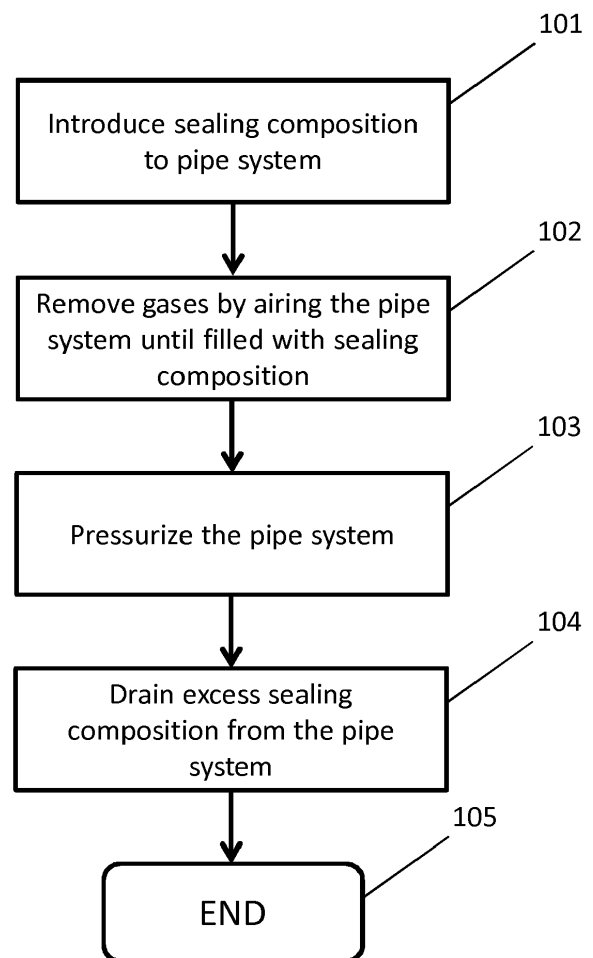 101
Introduce sealing composition
to pipe system
102
Remove gases by airing the pipe
system until filled with sealing
composition
103
Pressurize the pipe system
104
Drain excess sealing
composition from the pipe
system
105
END